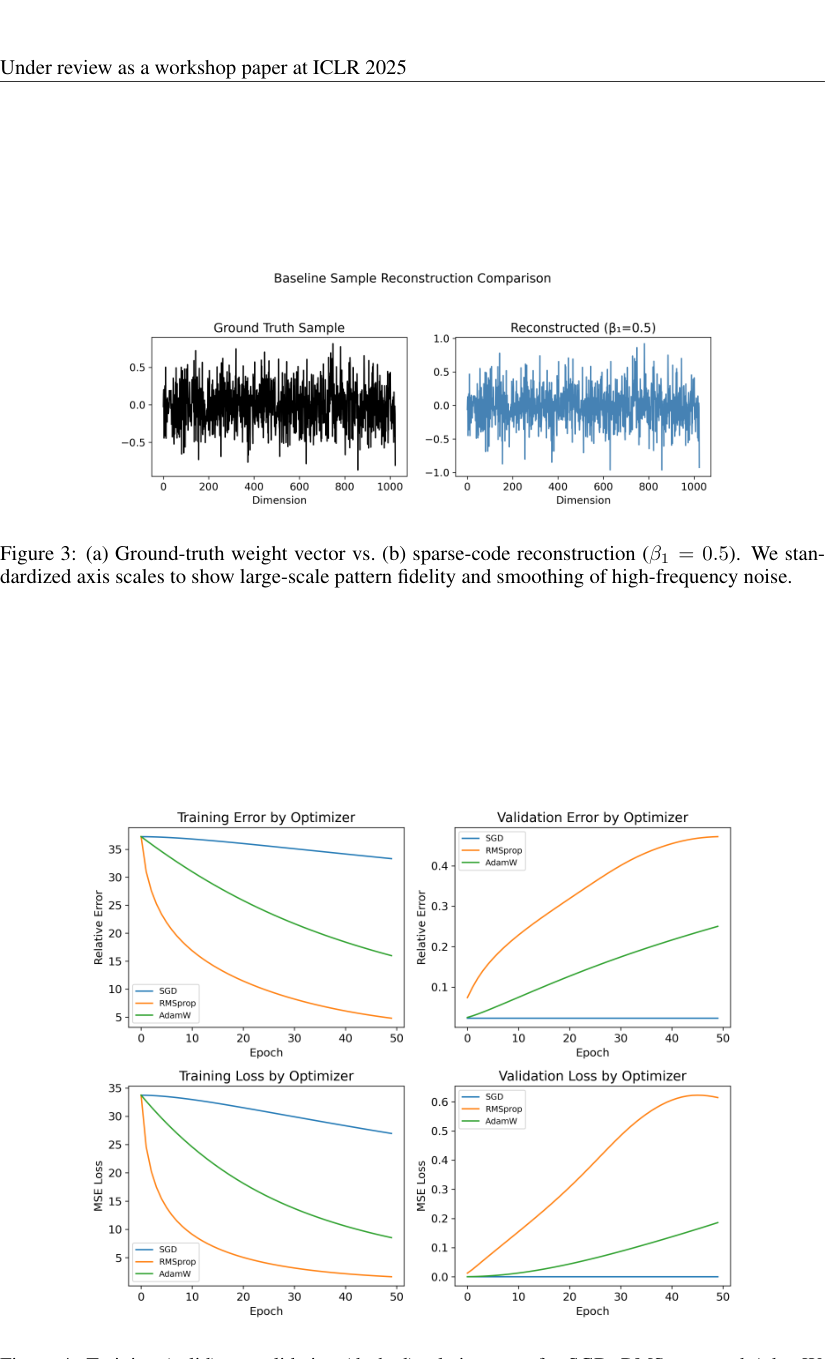 Under review as a workshop paper at ICLR 2025
Baseline Sample Reconstruction Comparison
Ground Truth Sample
0.5
0.0
−0.5
0 200 400 600 800 1000
Dimension
Reconstructed (β₁=0.5)
1.0
0.5
0.0
−0.5
−1.0
0 200 400 600 800 1000
Dimension
Figure 3: (a) Ground-truth weight vector vs. (b) sparse-code reconstruction (β₁ = 0.5). We stan-
dardized axis scales to show large-scale pattern fidelity and smoothing of high-frequency noise.
Training Error by Optimizer
Relative Error
35
30
25
20
15
10
5
SGD
RMSprop
AdamW
0 10 20 30 40 50
Epoch
Validation Error by Optimizer
Relative Error
0.4
0.3
0.2
0.1
SGD
RMSprop
AdamW
0 10 20 30 40 50
Epoch
Training Loss by Optimizer
MSE Loss
35
30
25
20
15
10
5
SGD
RMSprop
AdamW
0 10 20 30 40 50
Epoch
Validation Loss by Optimizer
MSE Loss
0.6
0.5
0.4
0.3
0.2
0.1
0.0
SGD
RMSprop
AdamW
0 10 20 30 40 50
Epoch